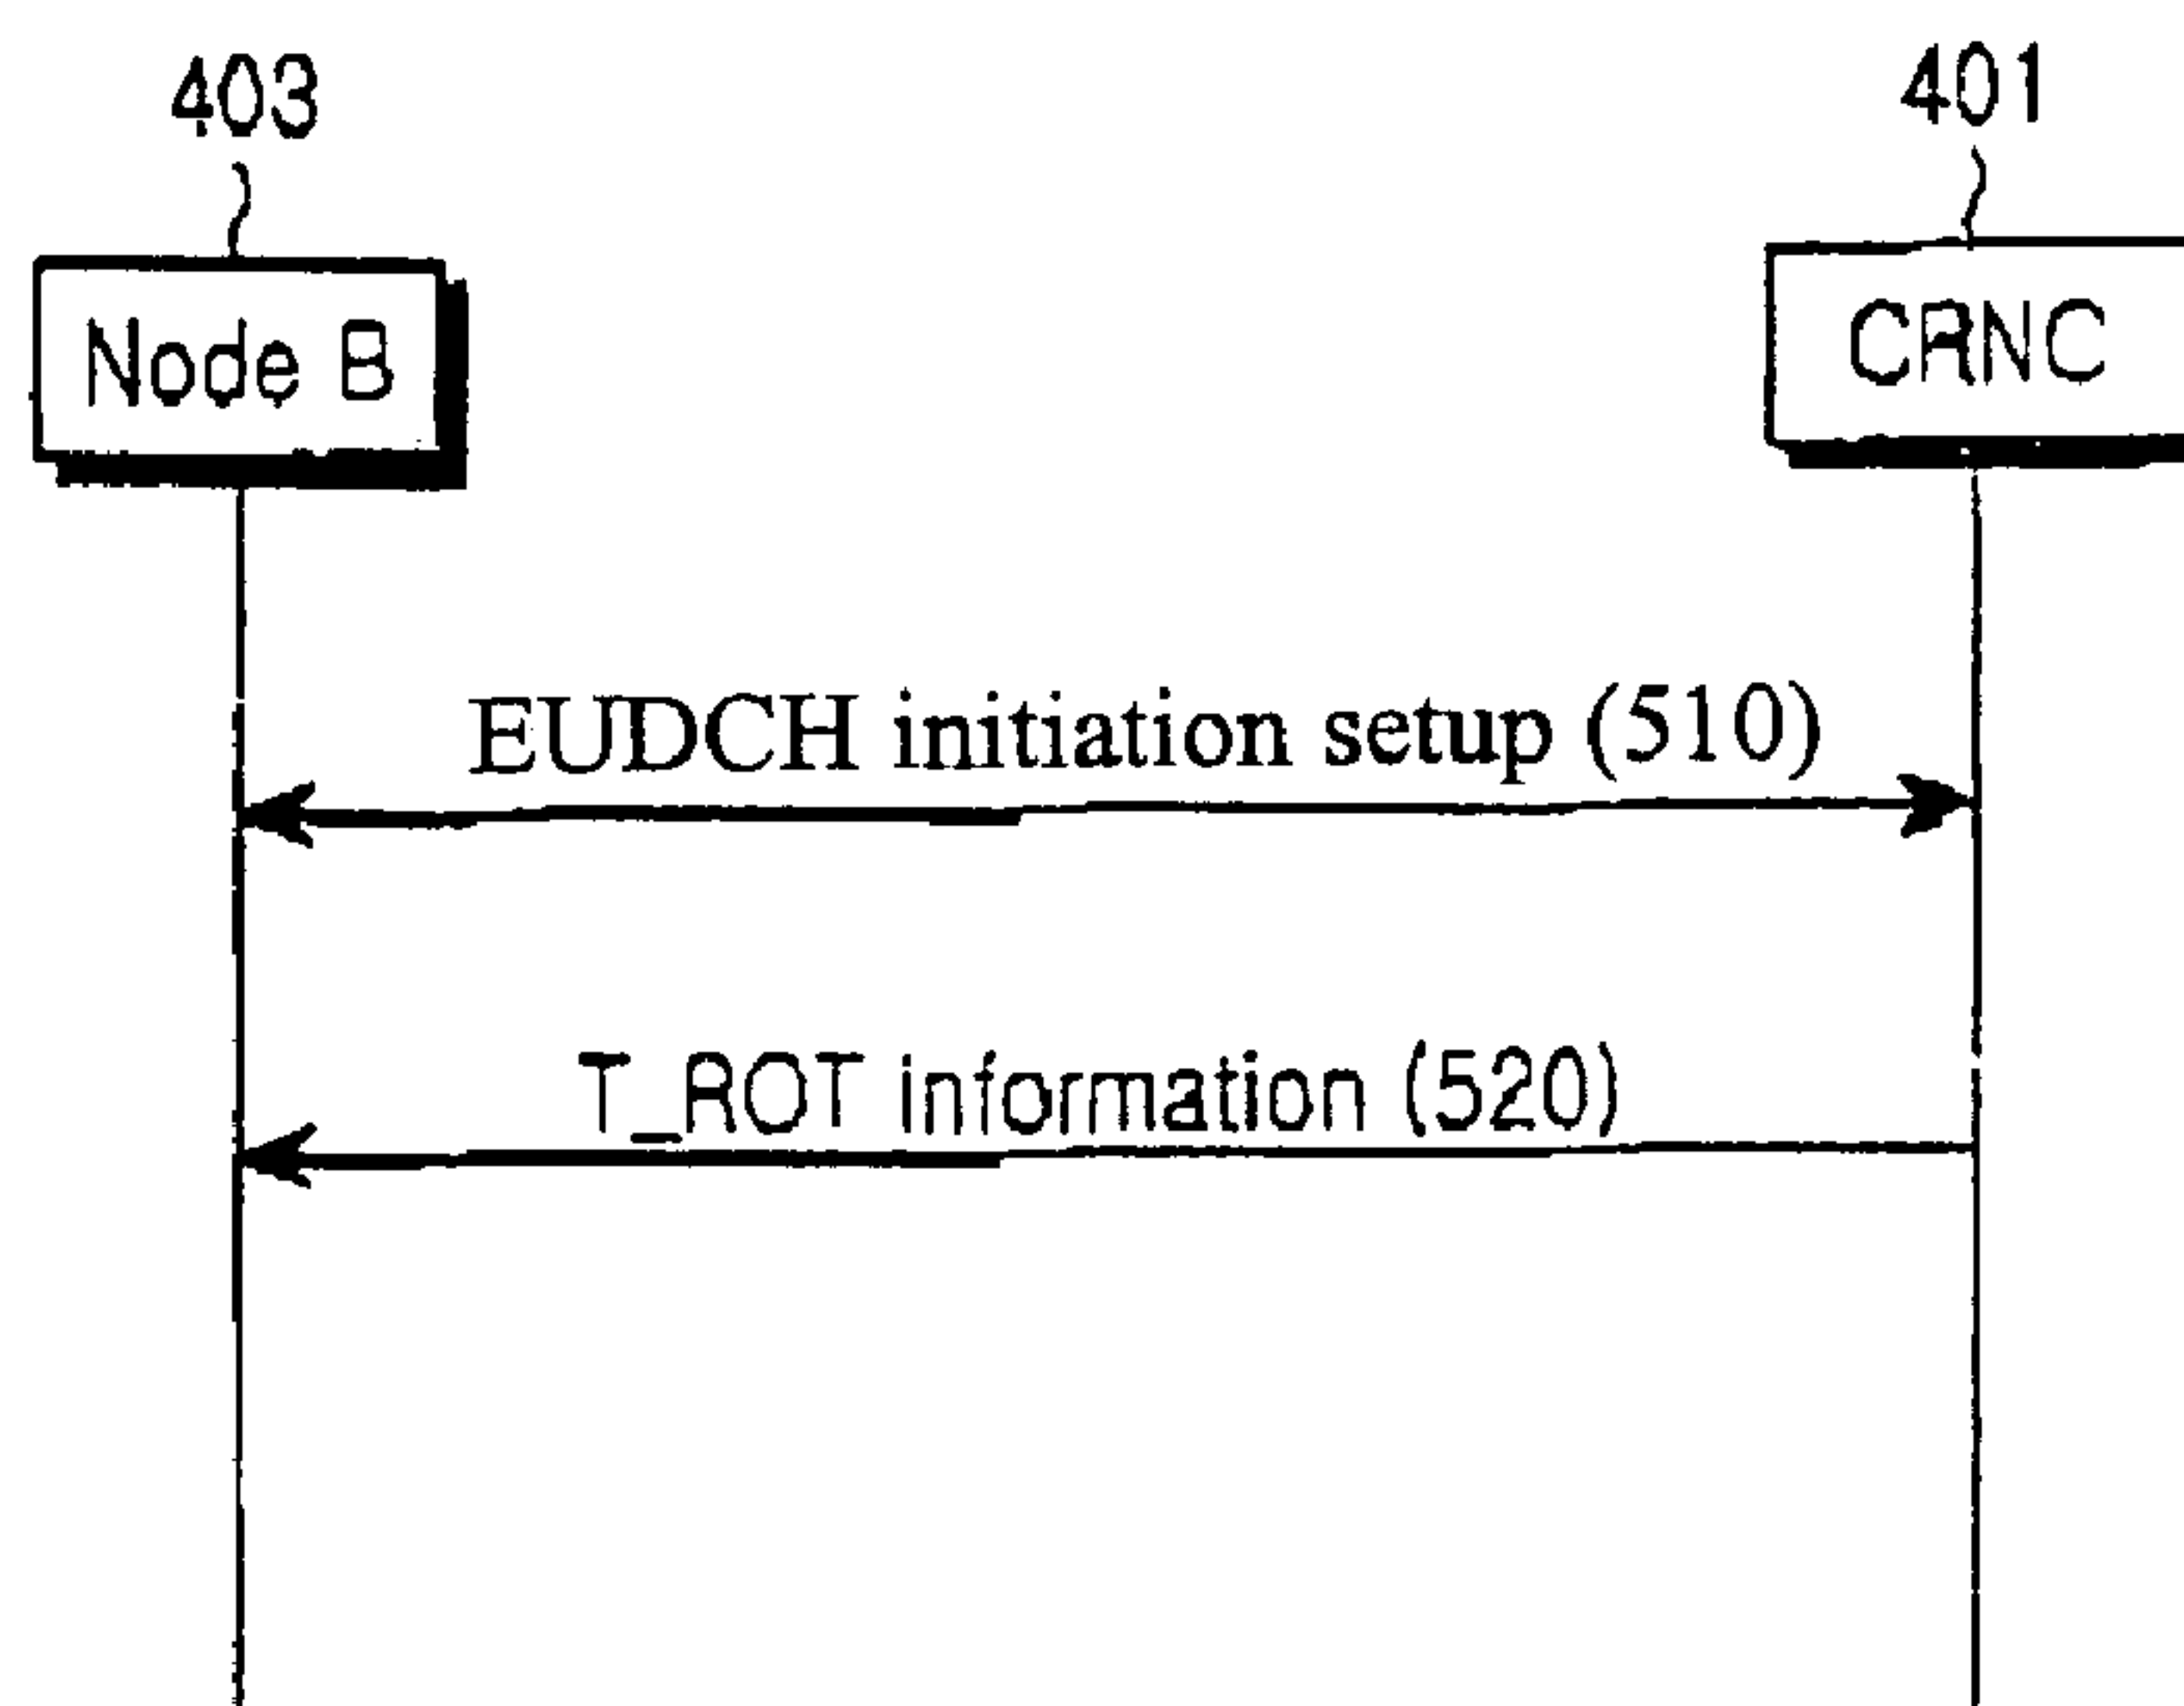 403
401
Node B
CRNC
EUDCH initiation setup (510)
T_ROT information (520)